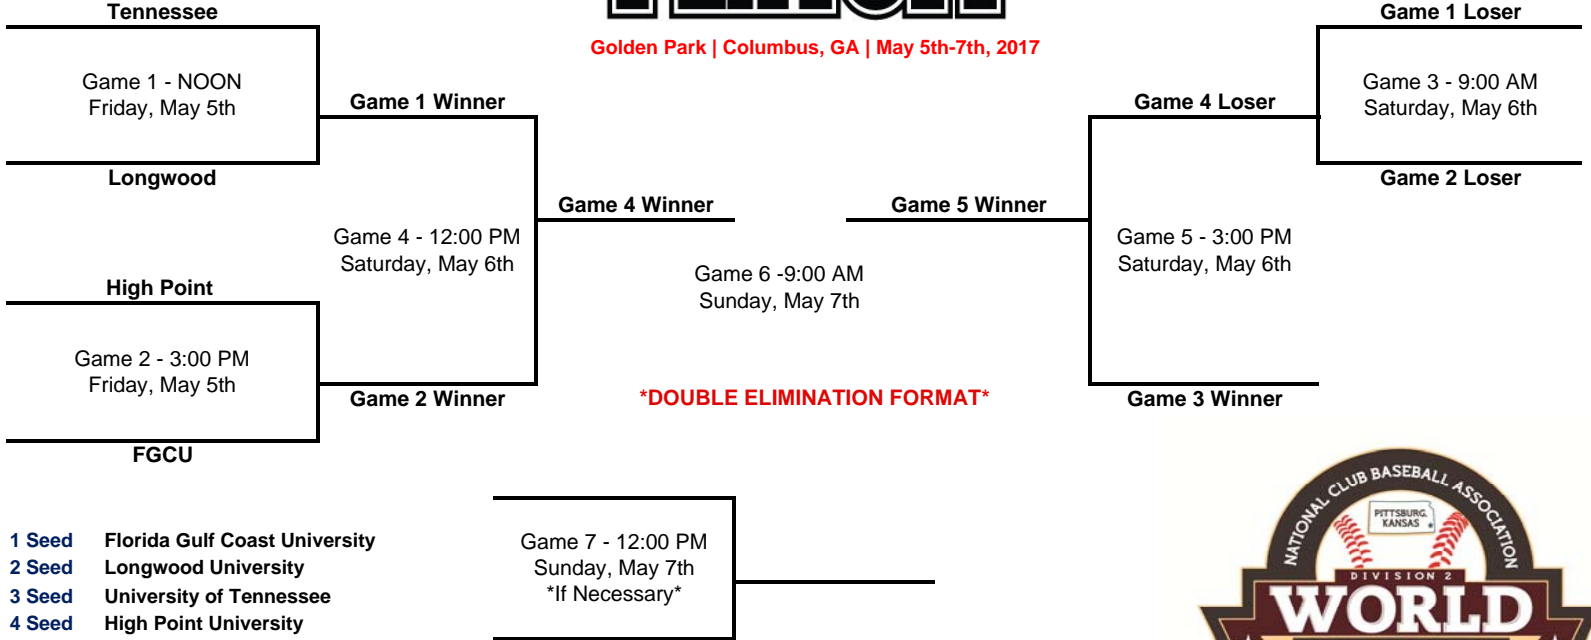 Tennessee
Game 1 Loser
Golden Park | Columbus, GA | May 5th-7th, 2017
Game 1 - NOON
Friday, May 5th
Game 3 - 9:00 AM
Saturday, May 6th
Game 1 Winner
Game 4 Loser
Longwood
Game 2 Loser
Game 4 Winner
Game 5 Winner
Game 4 - 12:00 PM
Saturday, May 6th
Game 5 - 3:00 PM
Saturday, May 6th
Game 6 -9:00 AM
Sunday, May 7th
High Point
Game 2 - 3:00 PM
Friday, May 5th
Game 2 Winner
*DOUBLE ELIMINATION FORMAT*
Game 3 Winner
FGCU
1 Seed Florida Gulf Coast University
2 Seed Longwood University
3 Seed University of Tennessee
4 Seed High Point University
Game 7 - 12:00 PM
Sunday, May 7th
*If Necessary*
NATIONAL CLUB BASEBALL ASSOCIATION
PITTSBURG,
KANSAS
DIVISION 2
WORLD